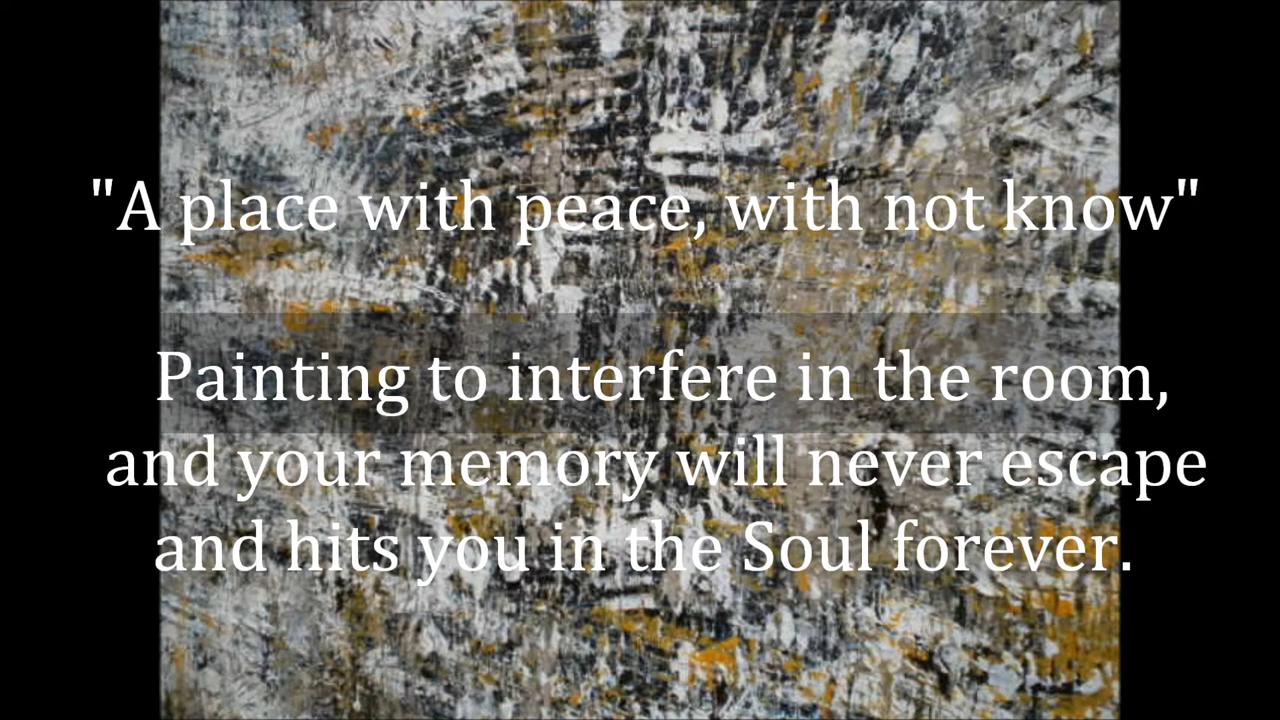 "A place with peace, with not know"
Painting to interfere in the room,
and your memory will never escape
and hits you in the Soul forever.